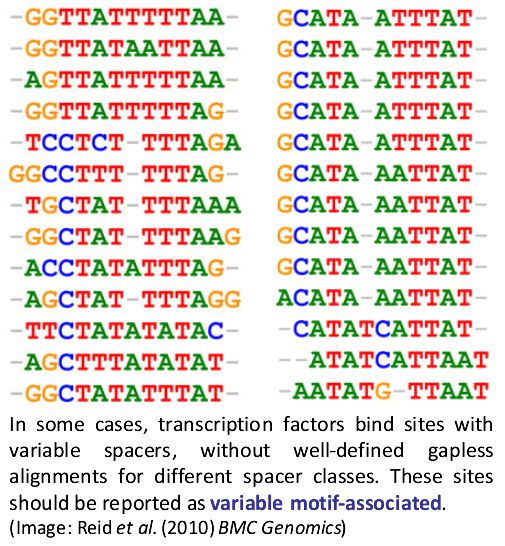 -GGTTATTTTTAA-
-GGTTATAATTAA-
-AGTTATTTTTAA-
-GGTTATTTTTAG-
-TCCTCT-TTTAGA
GGCCTTT-TTTAG-
-TGCTAT-TTTAAA
-GGCTAT-TTTAAG
-ACCTATATTTAG-
-AGCTAT-TTTAGG
-TTCTATATATAC-
-AGCTTTATATAT-
-GGCTATATTTAT-
GCATA-ATTTAT-
GCATA-ATTTAT-
GCATA-ATTTAT-
GCATA-ATTTAT-
GCATA-ATTTAT-
GCATA-AATTAT-
GCATA-AATTAT-
GCATA-AATTAT-
GCATA-AATTAT-
ACATA-AATTAT-
-CATATCATTAT-
--ATATCATTAAT
-AATATG-TTAAT
In some cases, transcription factors bind sites with
variable spacers, without well-defined gapless
alignments for different spacer classes. These sites
should be reported as variable motif-associated.
(Image: Reid et al. (2010) BMC Genomics)